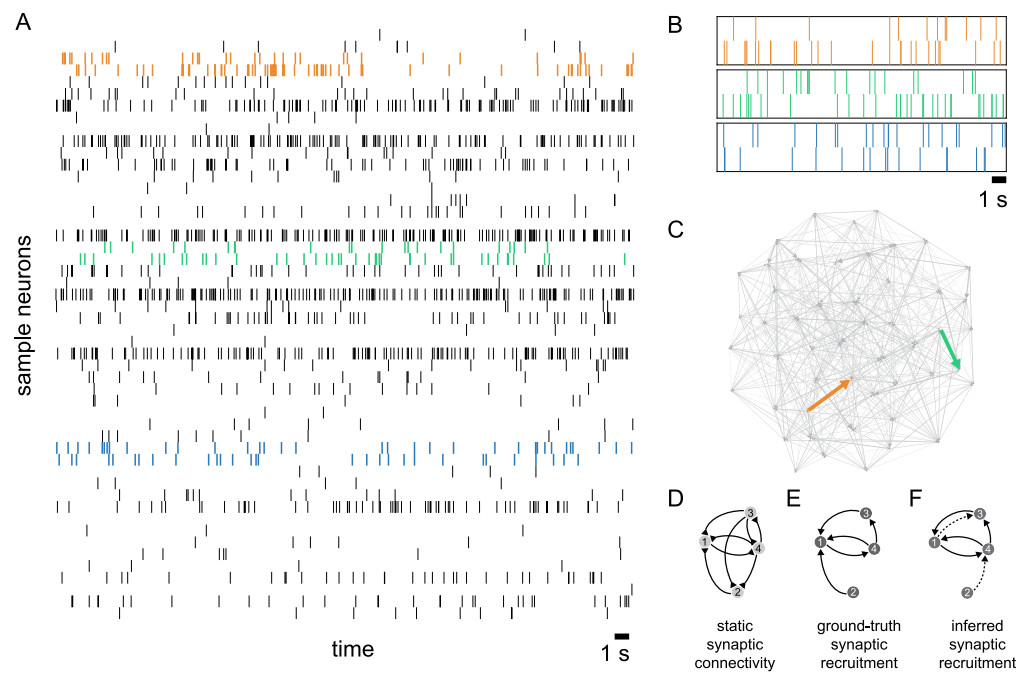 A
sample neurons
time
1 s
B
1 s
C
D
3
1
4
2
static
synaptic
connectivity
E
3
1
4
2
ground-truth
synaptic
recruitment
F
3
1
4
2
inferred
synaptic
recruitment